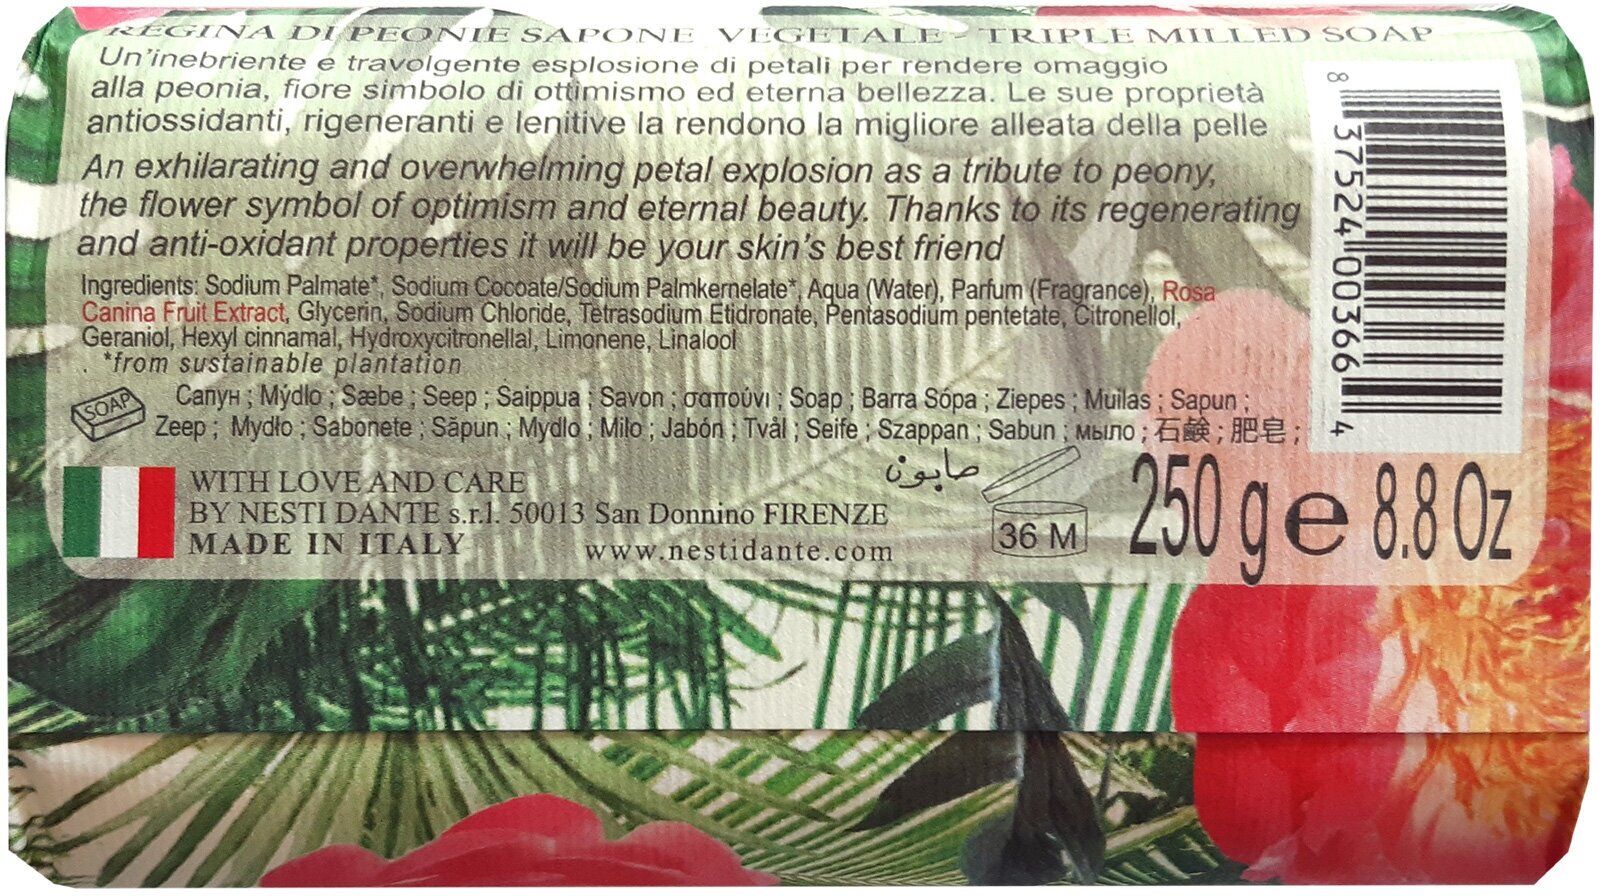 REGINA DI PEONIE SAPONE VEGETALE - TRIPLE MILLED SOAP
Un'inebriente e travolgente esplosione di petali per rendere omaggio
alla peonia, fiore simbolo di ottimismo ed eterna bellezza. Le sue proprietà
antiossidanti, rigeneranti e lenitive la rendono la migliore alleata della pelle
An exhilarating and overwhelming petal explosion as a tribute to peony,
the flower symbol of optimism and eternal beauty. Thanks to its regenerating
and anti-oxidant properties it will be your skin's best friend
Ingredients: Sodium Palmate*, Sodium Cocoate/Sodium Palmkernelate*, Aqua (Water), Parfum (Fragrance), Rosa
Canina Fruit Extract, Glycerin, Sodium Chloride, Tetrasodium Etidronate, Pentasodium pentetate, Citronellol,
Geraniol, Hexyl cinnamal, Hydroxycitronellal, Limonene, Linalool
. *from sustainable plantation
SOAP
Сапун ; Mýdlo ; Sæbe ; Seep ; Saippua ; Savon ; σαπούνι ; Soap ; Barra Sópa ; Ziepes ; Muilas ; Sapun ;
Zeep ; Mydło ; Sabonete ; Săpun ; Mydlo ; Milo ; Jabón ; Tvål ; Seife ; Szappan ; Sabun ; мыло ; 石鹸 ; 肥皂 ;
صابون
WITH LOVE AND CARE
BY NESTI DANTE s.r.l. 50013 San Donnino FIRENZE
MADE IN ITALY
www.nestidante.com
36 M
250 g e 8.8 Oz
8 37524 00366 4